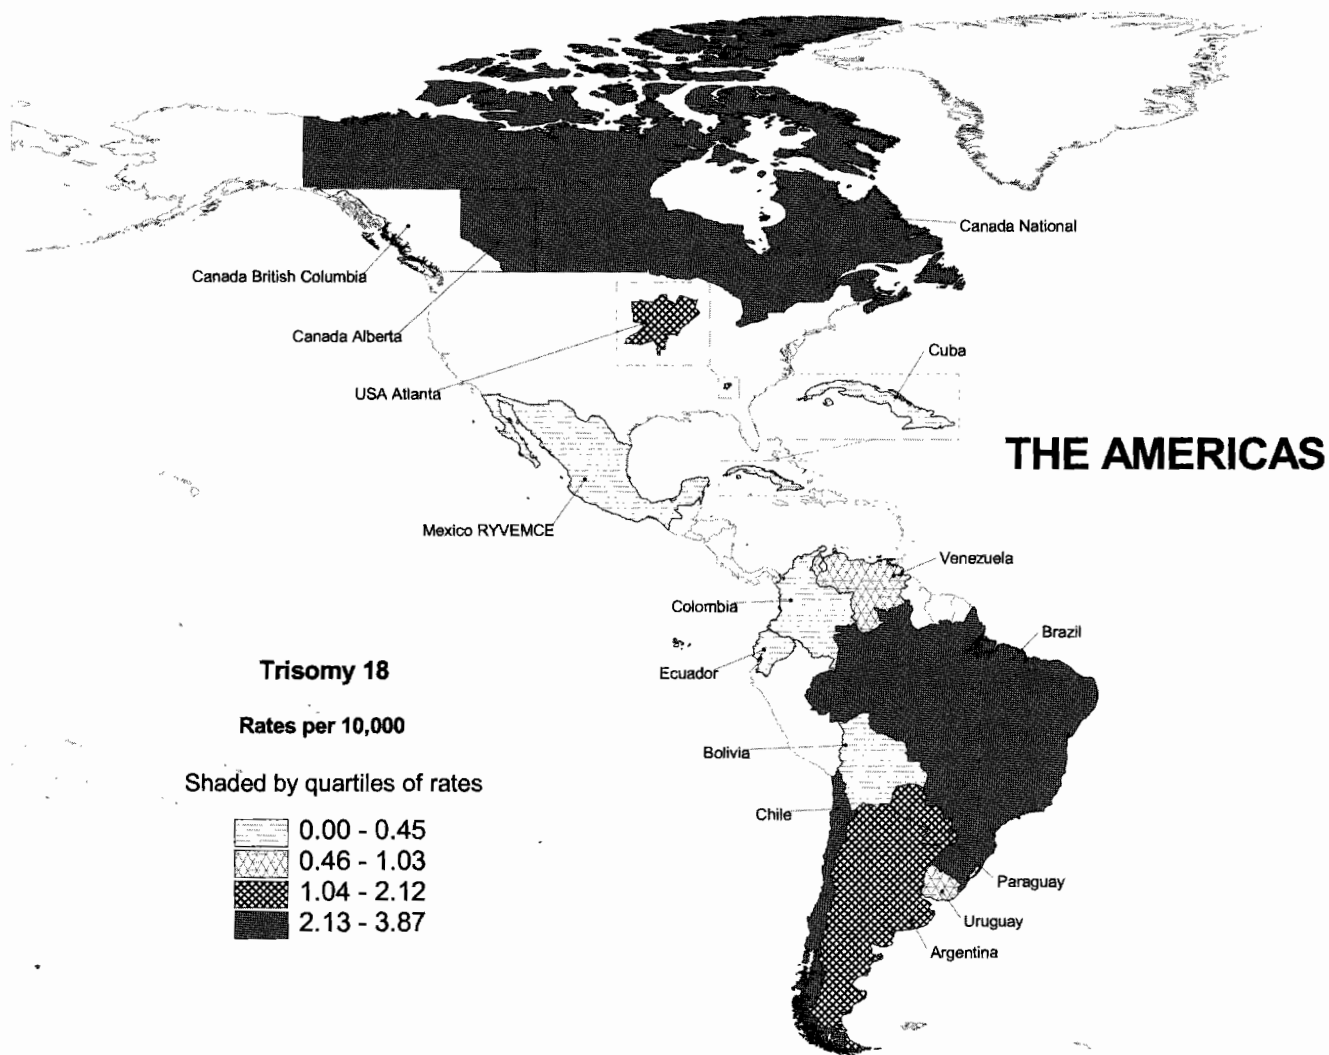 Canada National
Canada British Columbia
Canada Alberta
Cuba
USA Atlanta
THE AMERICAS
Mexico RYVEMCE
Venezuela
Colombia
Brazil
Ecuador
Trisomy 18
Rates per 10,000
Bolivia
Shaded by quartiles of rates
Chile
0.00 - 0.45
0.46 - 1.03
1.04 - 2.12
2.13 - 3.87
Paraguay
Uruguay
Argentina